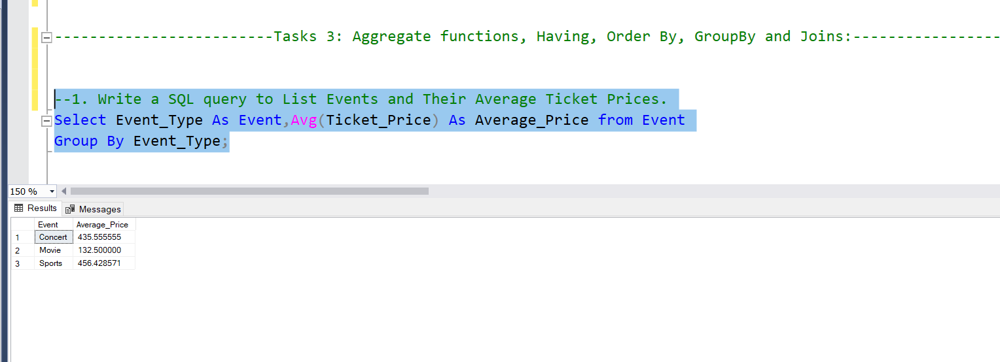 -------------------------Tasks 3: Aggregate functions, Having, Order By, GroupBy and Joins:-----------------
--1. Write a SQL query to List Events and Their Average Ticket Prices.
Select Event_Type As Event,Avg(Ticket_Price) As Average_Price from Event
Group By Event_Type;
150 %
Results Messages
Event Average_Price
1 Concert 435.555555
2 Movie 132.500000
3 Sports 456.428571